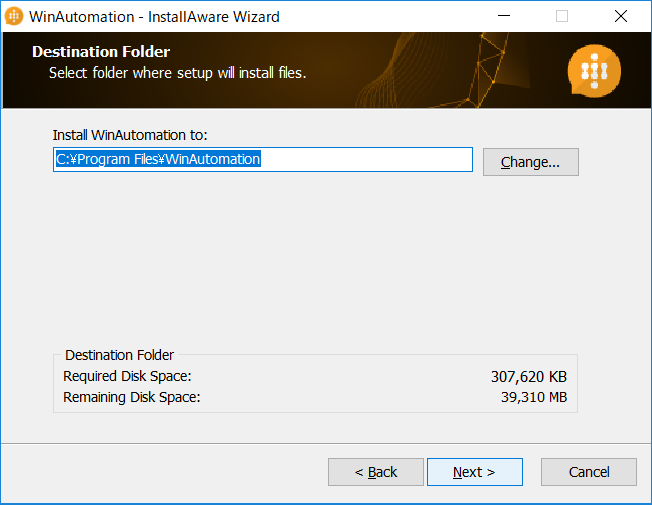 WinAutomation - InstallAware Wizard
Destination Folder
Select folder where setup will install files.
Install WinAutomation to:
C:¥Program Files¥WinAutomation
Change...
Destination Folder
Required Disk Space: 307,620 KB
Remaining Disk Space: 39,310 MB
< Back Next > Cancel